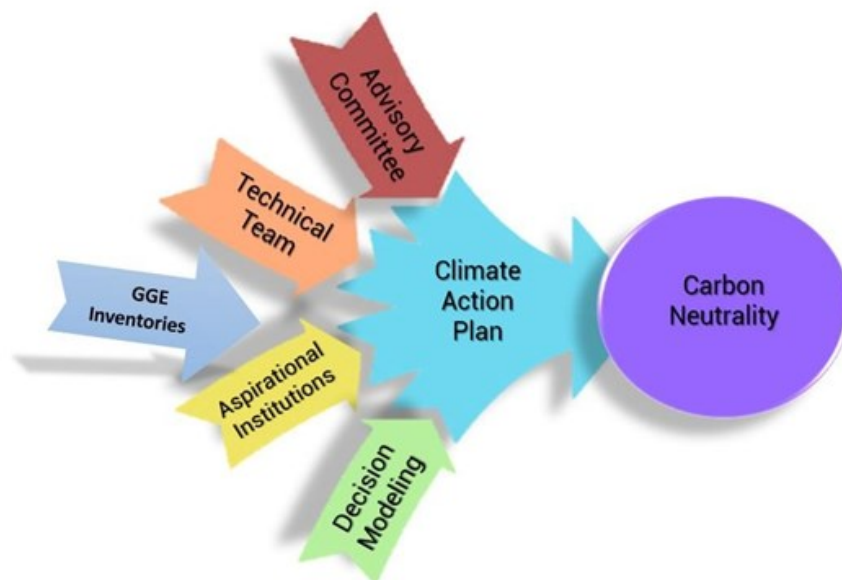 Advisory
Committee
Technical
Team
GGE
Inventories
Aspirational
Institutions
Decision
Modeling
Climate
Action
Plan
Carbon
Neutrality